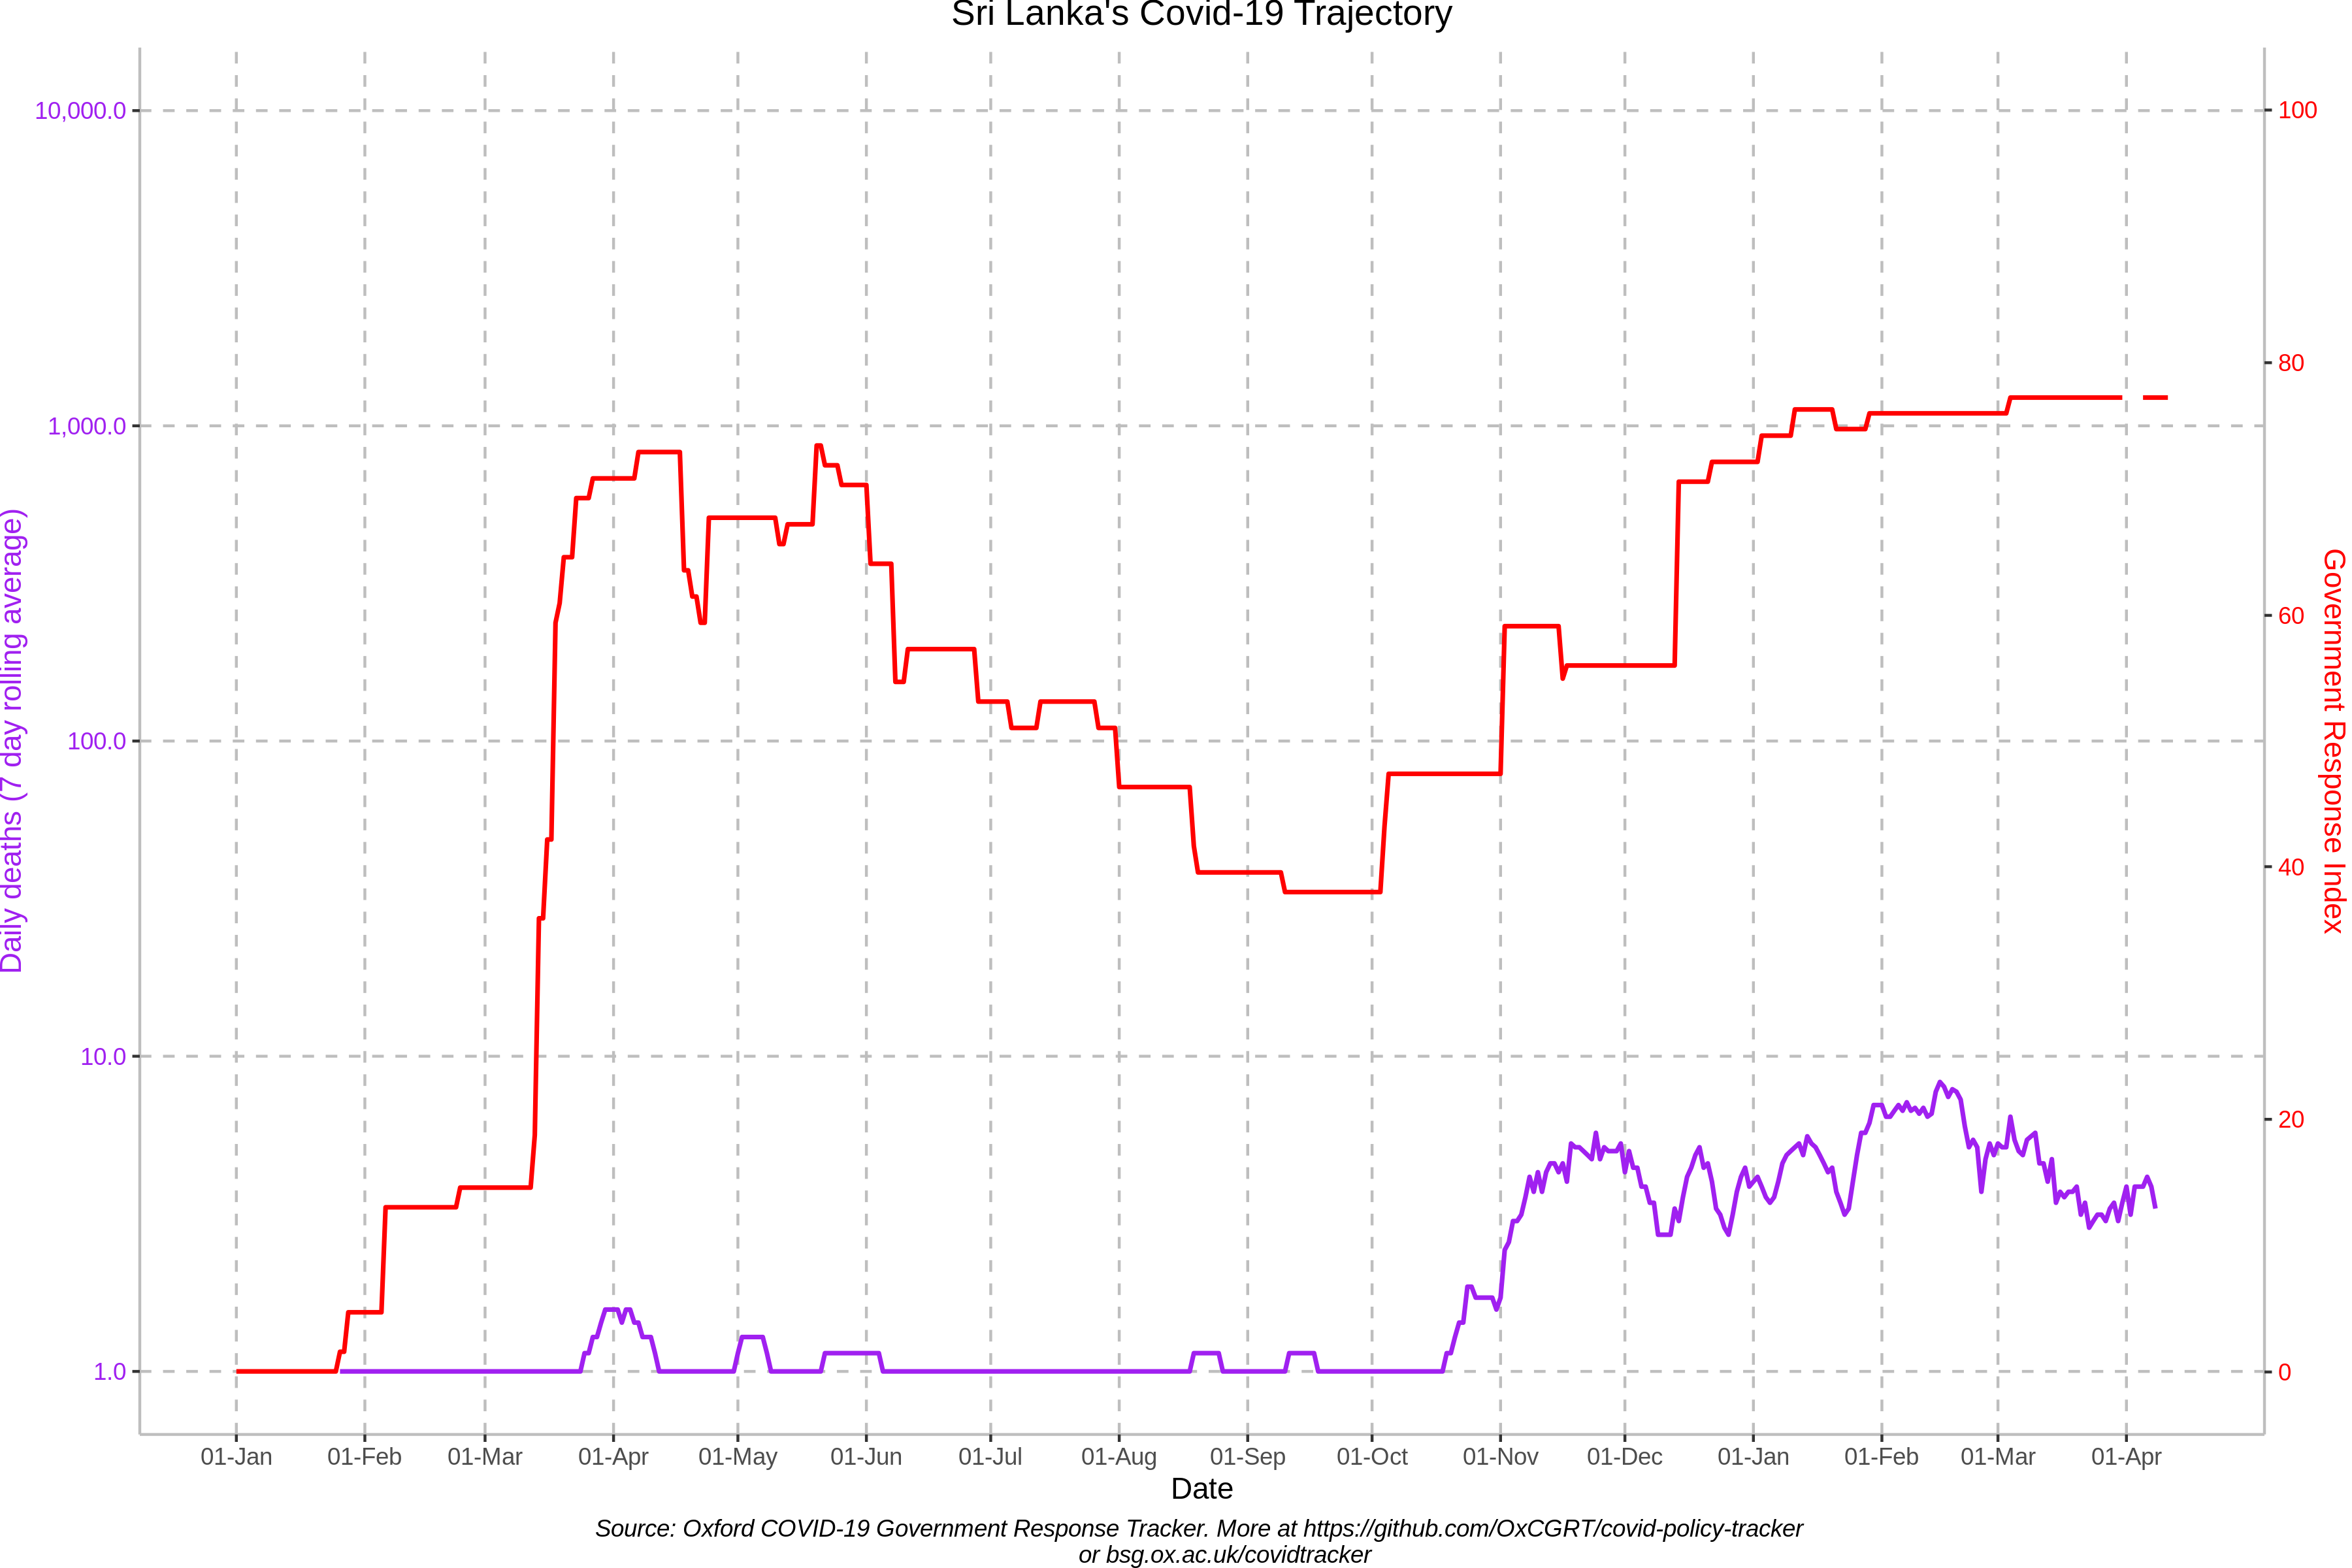 Sri Lanka's Covid-19 Trajectory
10,000.0
1,000.0
100.0
10.0
1.0
Daily deaths (7 day rolling average)
100
80
60
40
20
0
Government Response Index
01-Jan 01-Feb 01-Mar 01-Apr 01-May 01-Jun 01-Jul 01-Aug 01-Sep 01-Oct 01-Nov 01-Dec 01-Jan 01-Feb 01-Mar 01-Apr
Date
Source: Oxford COVID-19 Government Response Tracker. More at https://github.com/OxCGRT/covid-policy-tracker
or bsg.ox.ac.uk/covidtracker